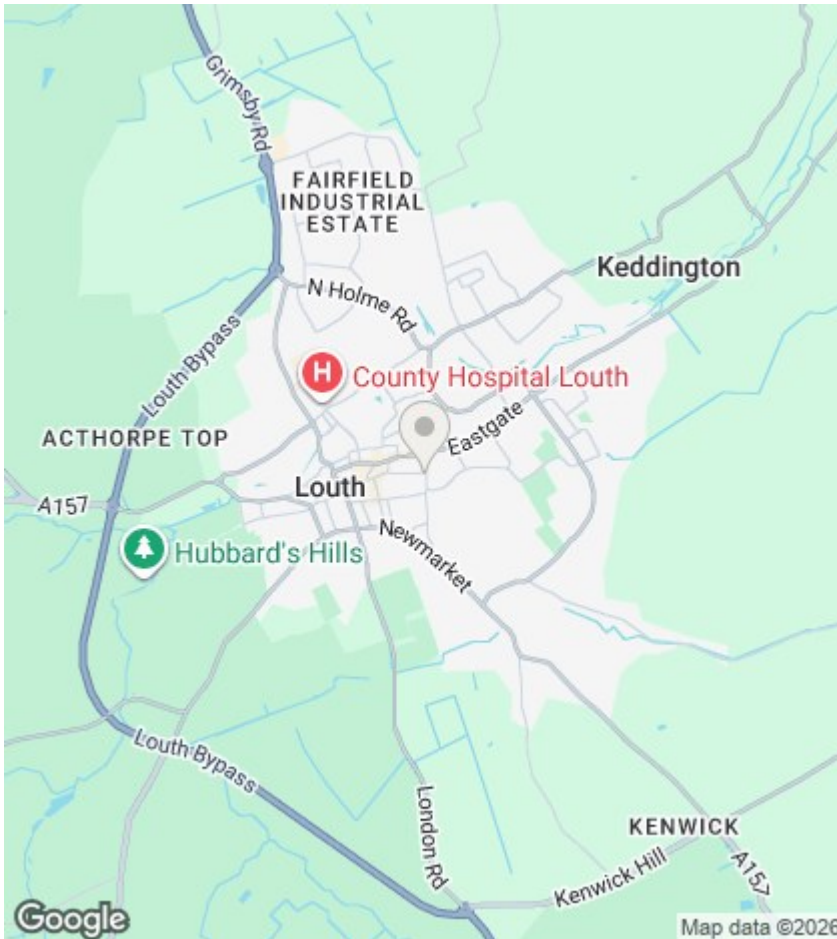 Grimsby Rd
FAIRFIELD
INDUSTRIAL
ESTATE
Keddington
N Holme Rd
Louth Bypass
H
County Hospital Louth
Eastgate
ACTHORPE TOP
Louth
A157
Newmarket
Hubbard's Hills
Louth Bypass
London Rd
KENWICK
Kenwick Hill
A157
Google
Map data ©2026